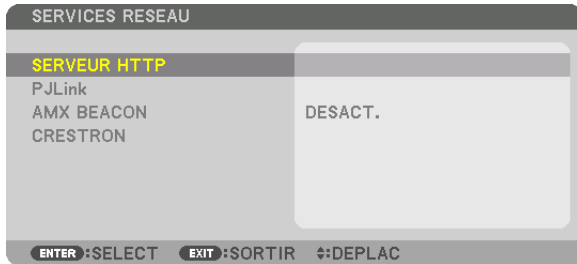 SERVICES RESEAU
SERVEUR HTTP
PJLink
AMX BEACON DESACT.
CRESTRON
ENTER :SELECT EXIT :SORTIR ▲▼:DEPLAC